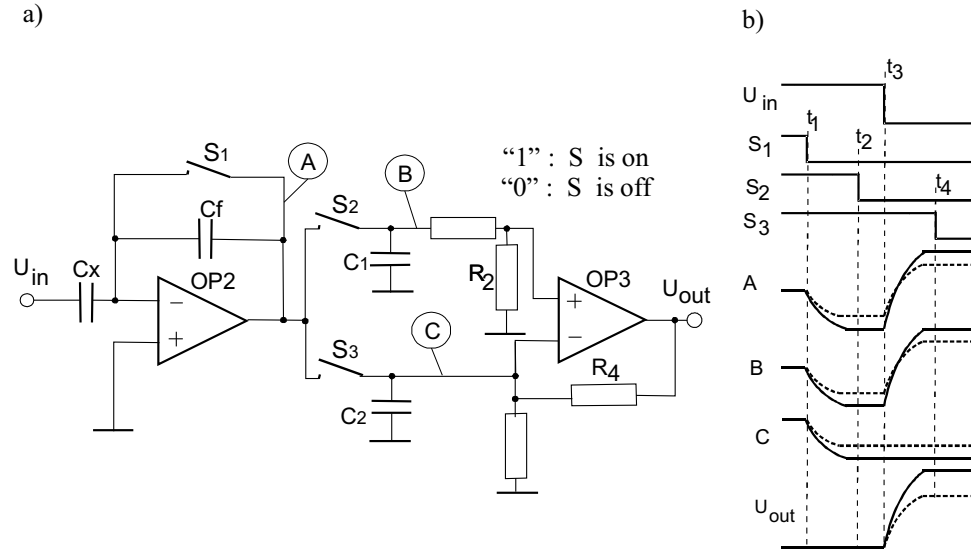 a)
S1
A
B
"1" : S is on
"0" : S is off
Cf
S2
Uin
Cx
OP2
C1
R2
OP3
Uout
S3
C
C2
R4
b)
t3
U in
t1
S1
t2
S2
t4
S3
A
B
C
Uout